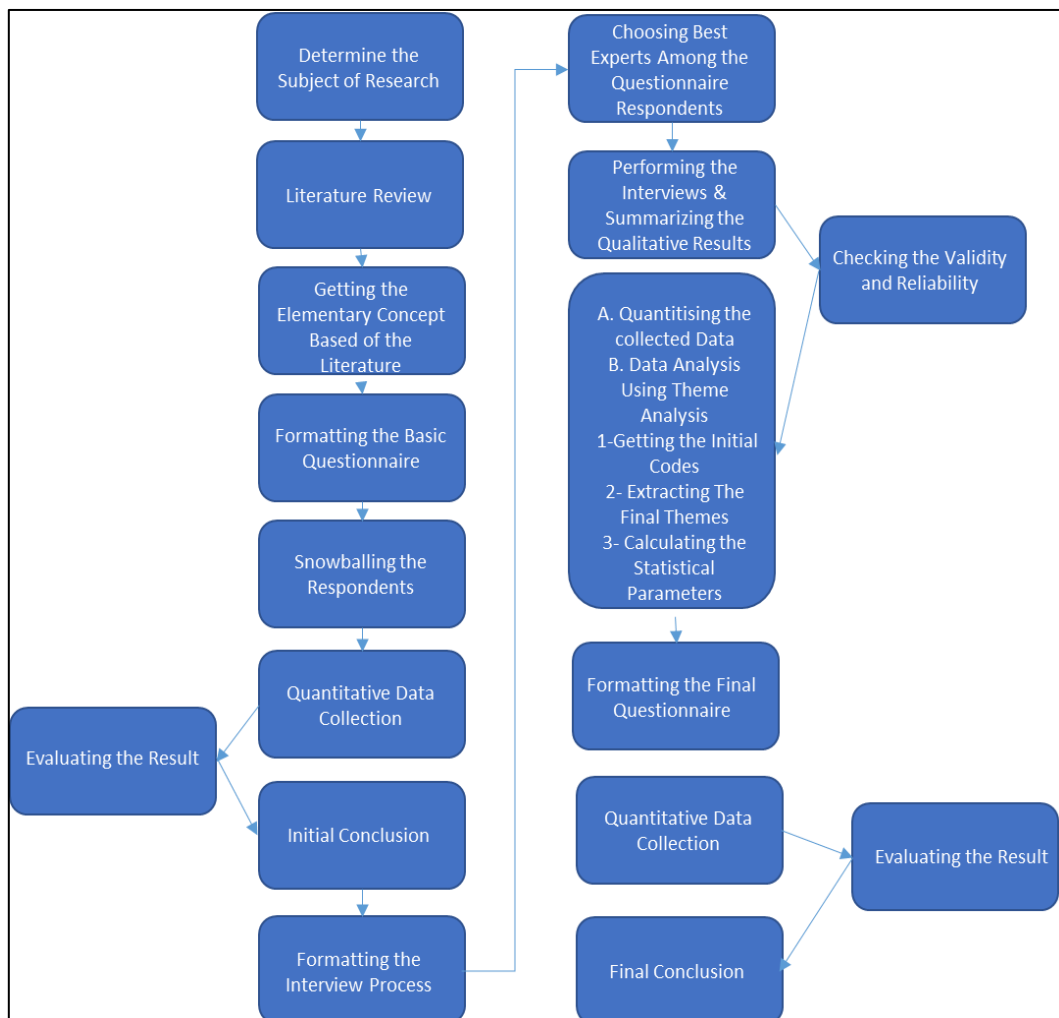 Determine the
Subject of Research
Literature Review
Getting the
Elementary Concept
Based of the
Literature
Formatting the Basic
Questionnaire
Snowballing the
Respondents
Quantitative Data
Collection
Evaluating the Result
Initial Conclusion
Formatting the
Interview Process
Choosing Best
Experts Among the
Questionnaire
Respondents
Performing the
Interviews &
Summarizing the
Qualitative Results
Checking the Validity
and Reliability
A. Quantitising the
collected Data
B. Data Analysis
Using Theme
Analysis
1-Getting the Initial
Codes
2- Extracting The
Final Themes
3- Calculating the
Statistical
Parameters
Formatting the Final
Questionnaire
Quantitative Data
Collection
Evaluating the Result
Final Conclusion